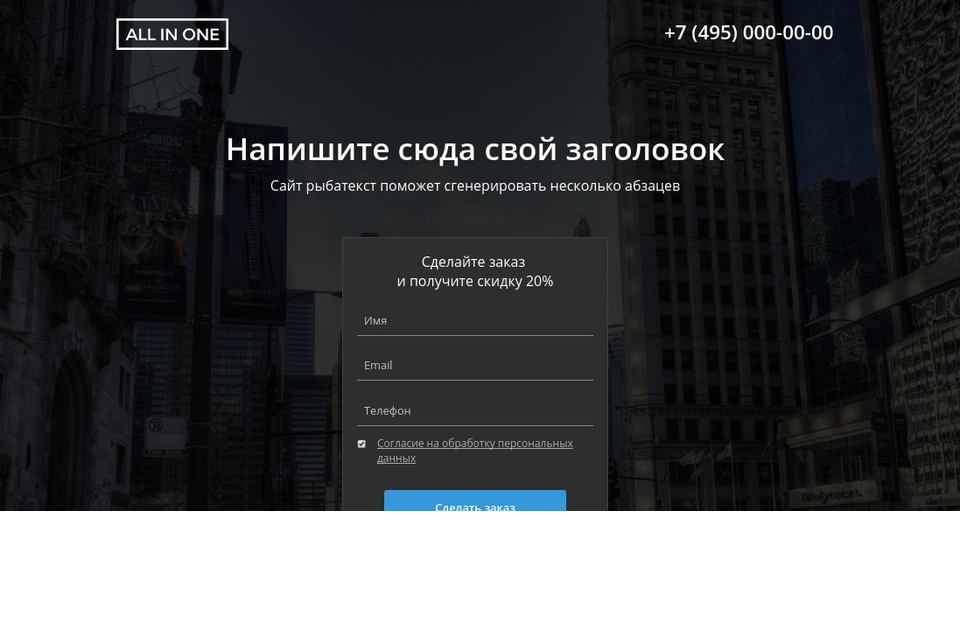 ALL IN ONE
+7 (495) 000-00-00
Напишите сюда свой заголовок
Сайт рыбатекст поможет сгенерировать несколько абзацев
Сделайте заказ
и получите скидку 20%
Имя
Email
Телефон
Согласие на обработку персональных
данных
Сделать заказ